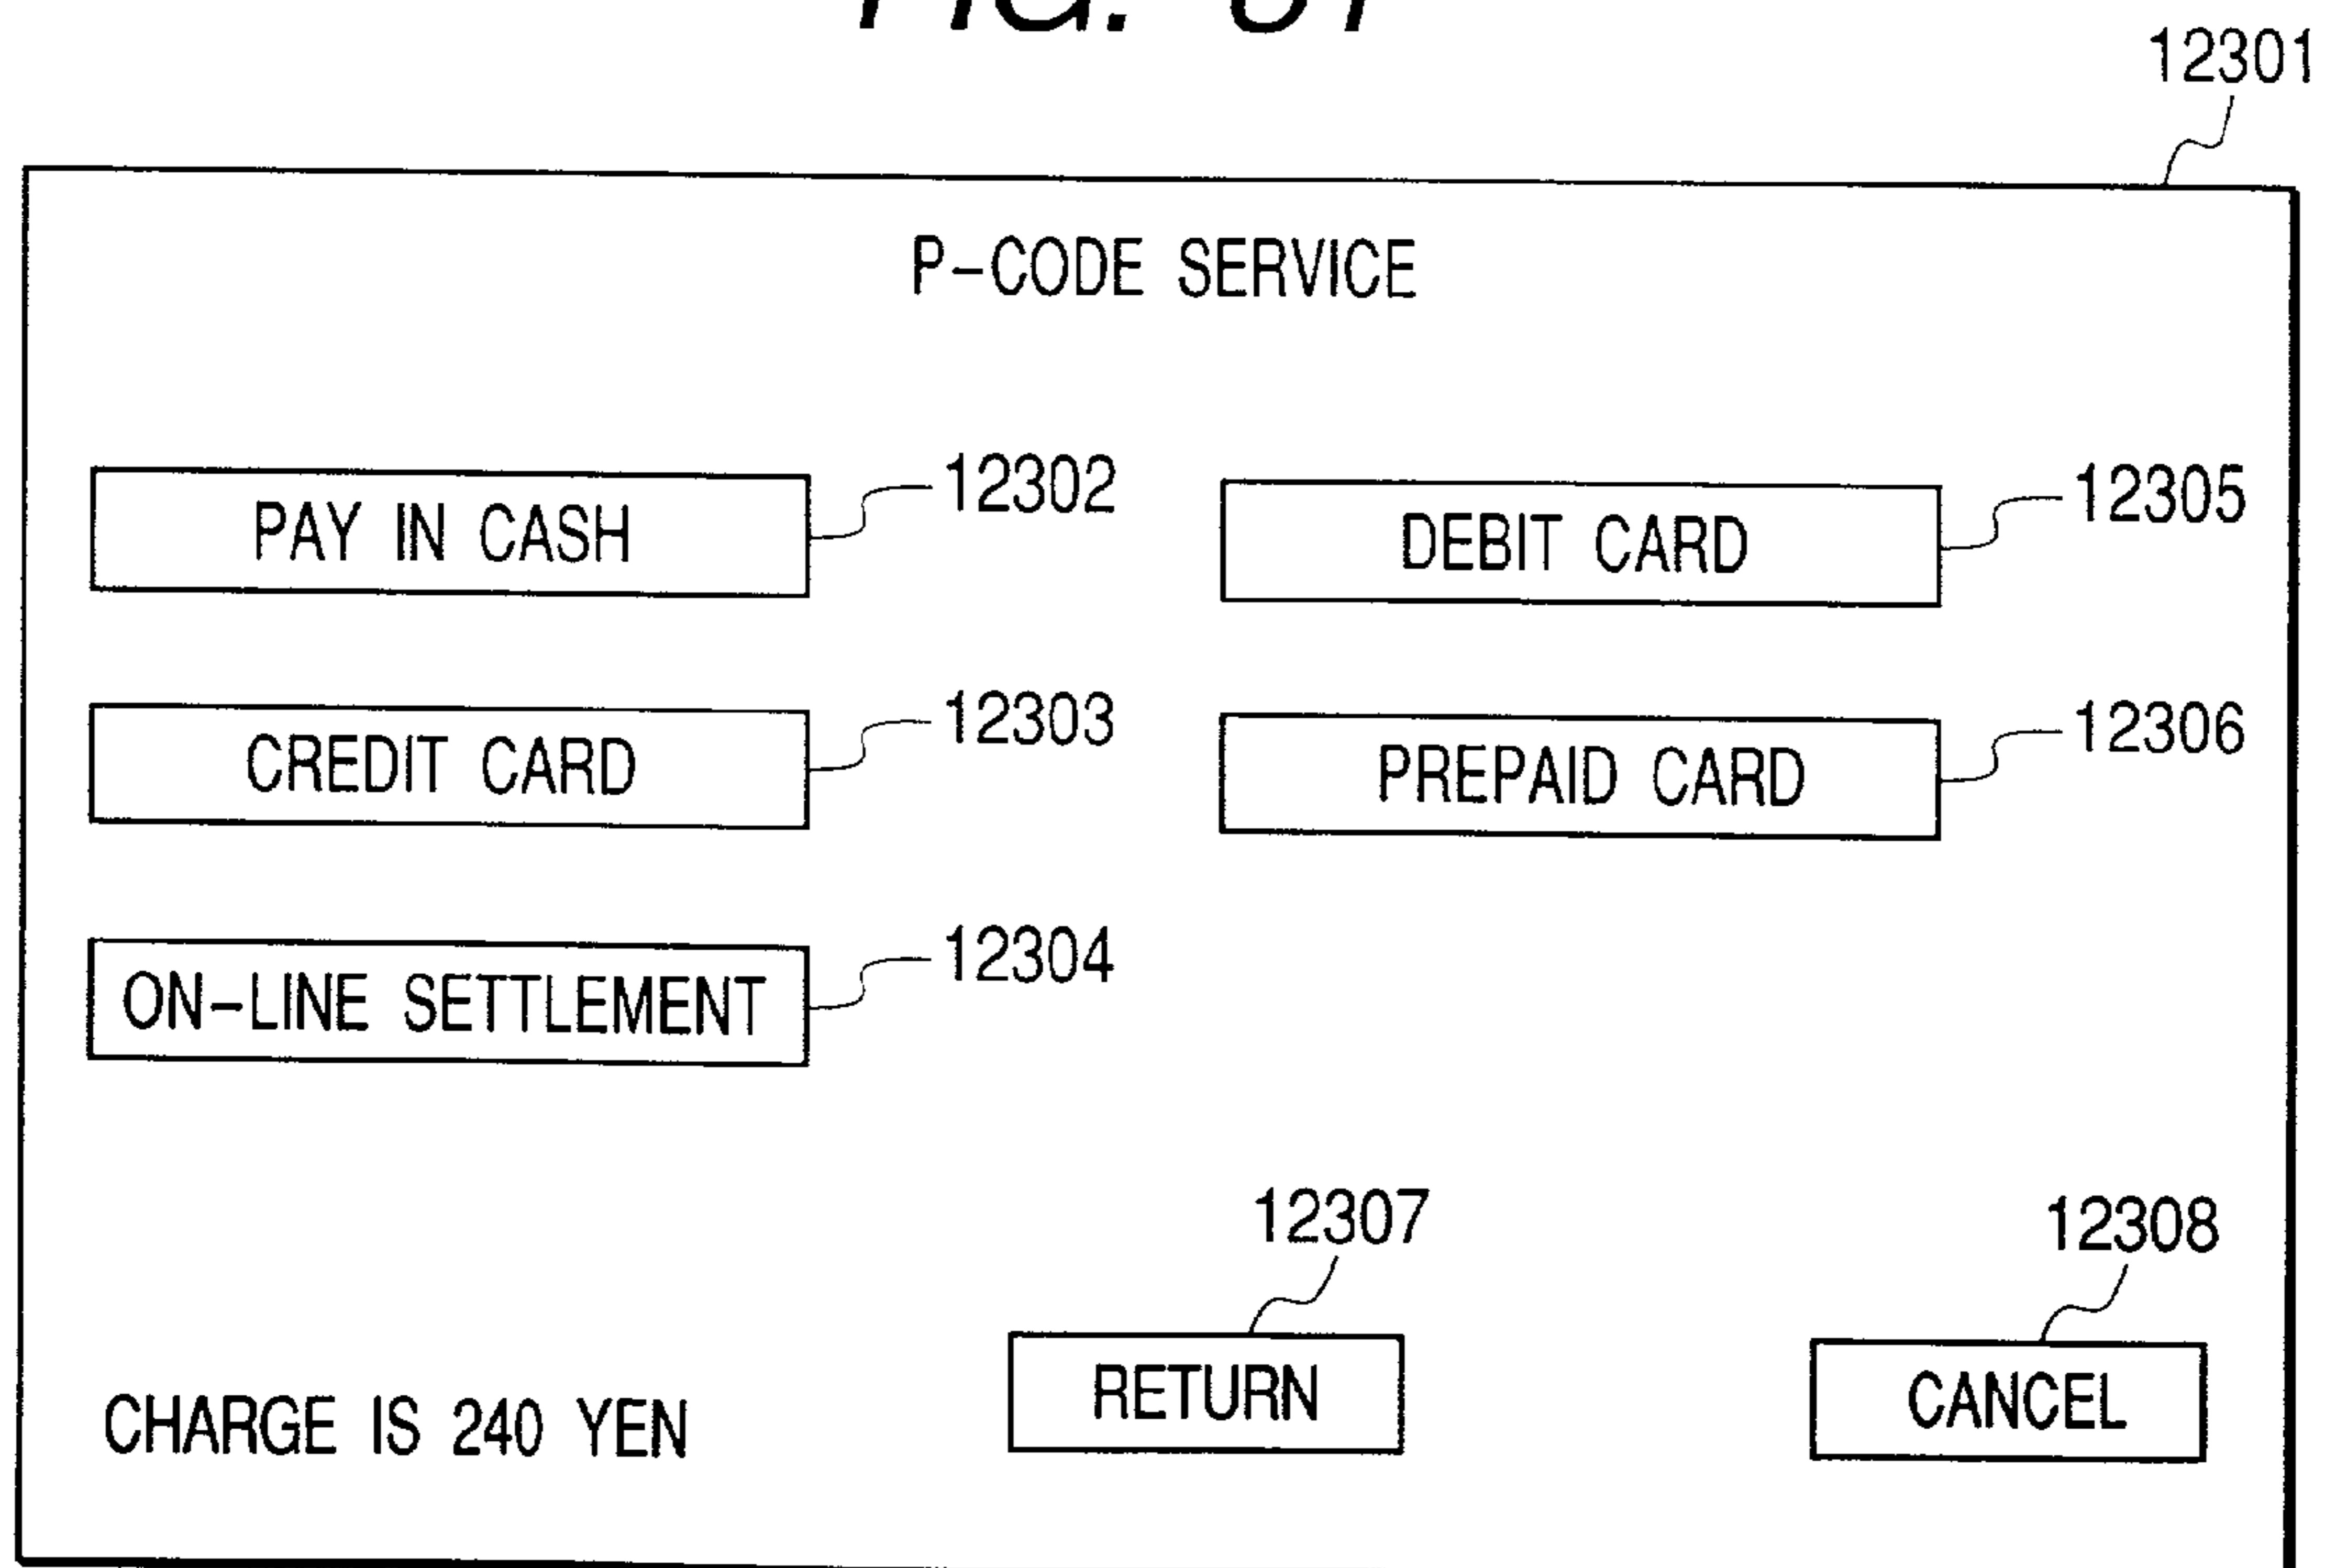 12301
P-CODE SERVICE
PAY IN CASH
12302
DEBIT CARD
12305
CREDIT CARD
12303
PREPAID CARD
12306
ON-LINE SETTLEMENT
12304
12307
12308
CHARGE IS 240 YEN
RETURN
CANCEL